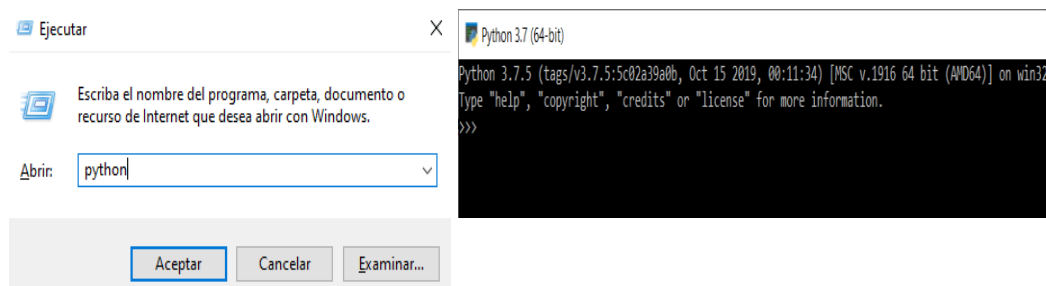 Ejecutar
Escriba el nombre del programa, carpeta, documento o
recurso de Internet que desea abrir con Windows.
Abrir: python
Aceptar Cancelar Examinar...
Python 3.7 (64-bit)
Python 3.7.5 (tags/v3.7.5:5c02a39a0b, Oct 15 2019, 00:11:34) [MSC v.1916 64 bit (AMD64)] on win32
Type "help", "copyright", "credits" or "license" for more information.
>>>